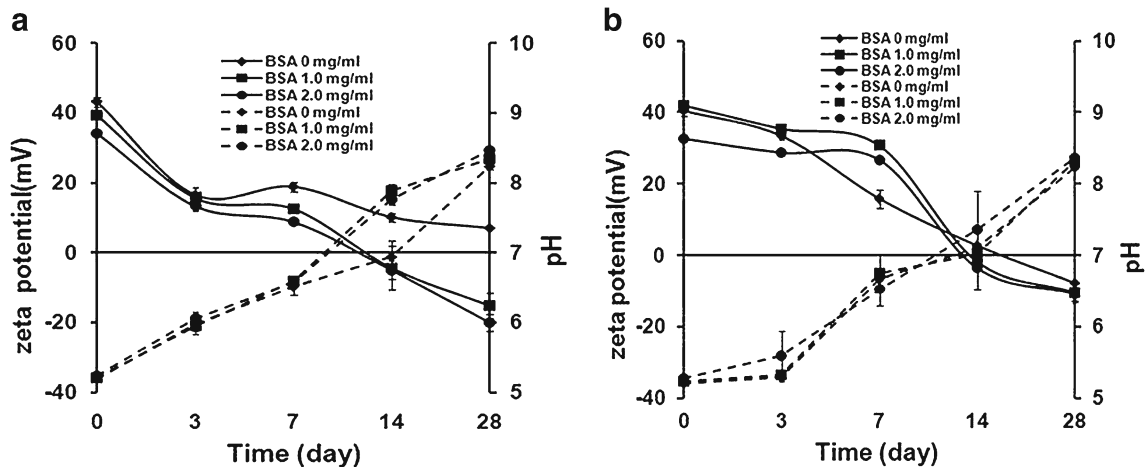 a
60
40
20
0
-20
-40
zeta potential(mV)
BSA 0 mg/ml
BSA 1.0 mg/ml
BSA 2.0 mg/ml
BSA 0 mg/ml
BSA 1.0 mg/ml
BSA 2.0 mg/ml
10
9
8
7
6
5
pH
0 3 7 14 28
Time (day)
b
60
40
20
0
-20
-40
zeta potential(mV)
BSA 0 mg/ml
BSA 1.0 mg/ml
BSA 2.0 mg/ml
BSA 0 mg/ml
BSA 1.0 mg/ml
BSA 2.0 mg/ml
10
9
8
7
6
5
pH
0 3 7 14 28
Time (day)